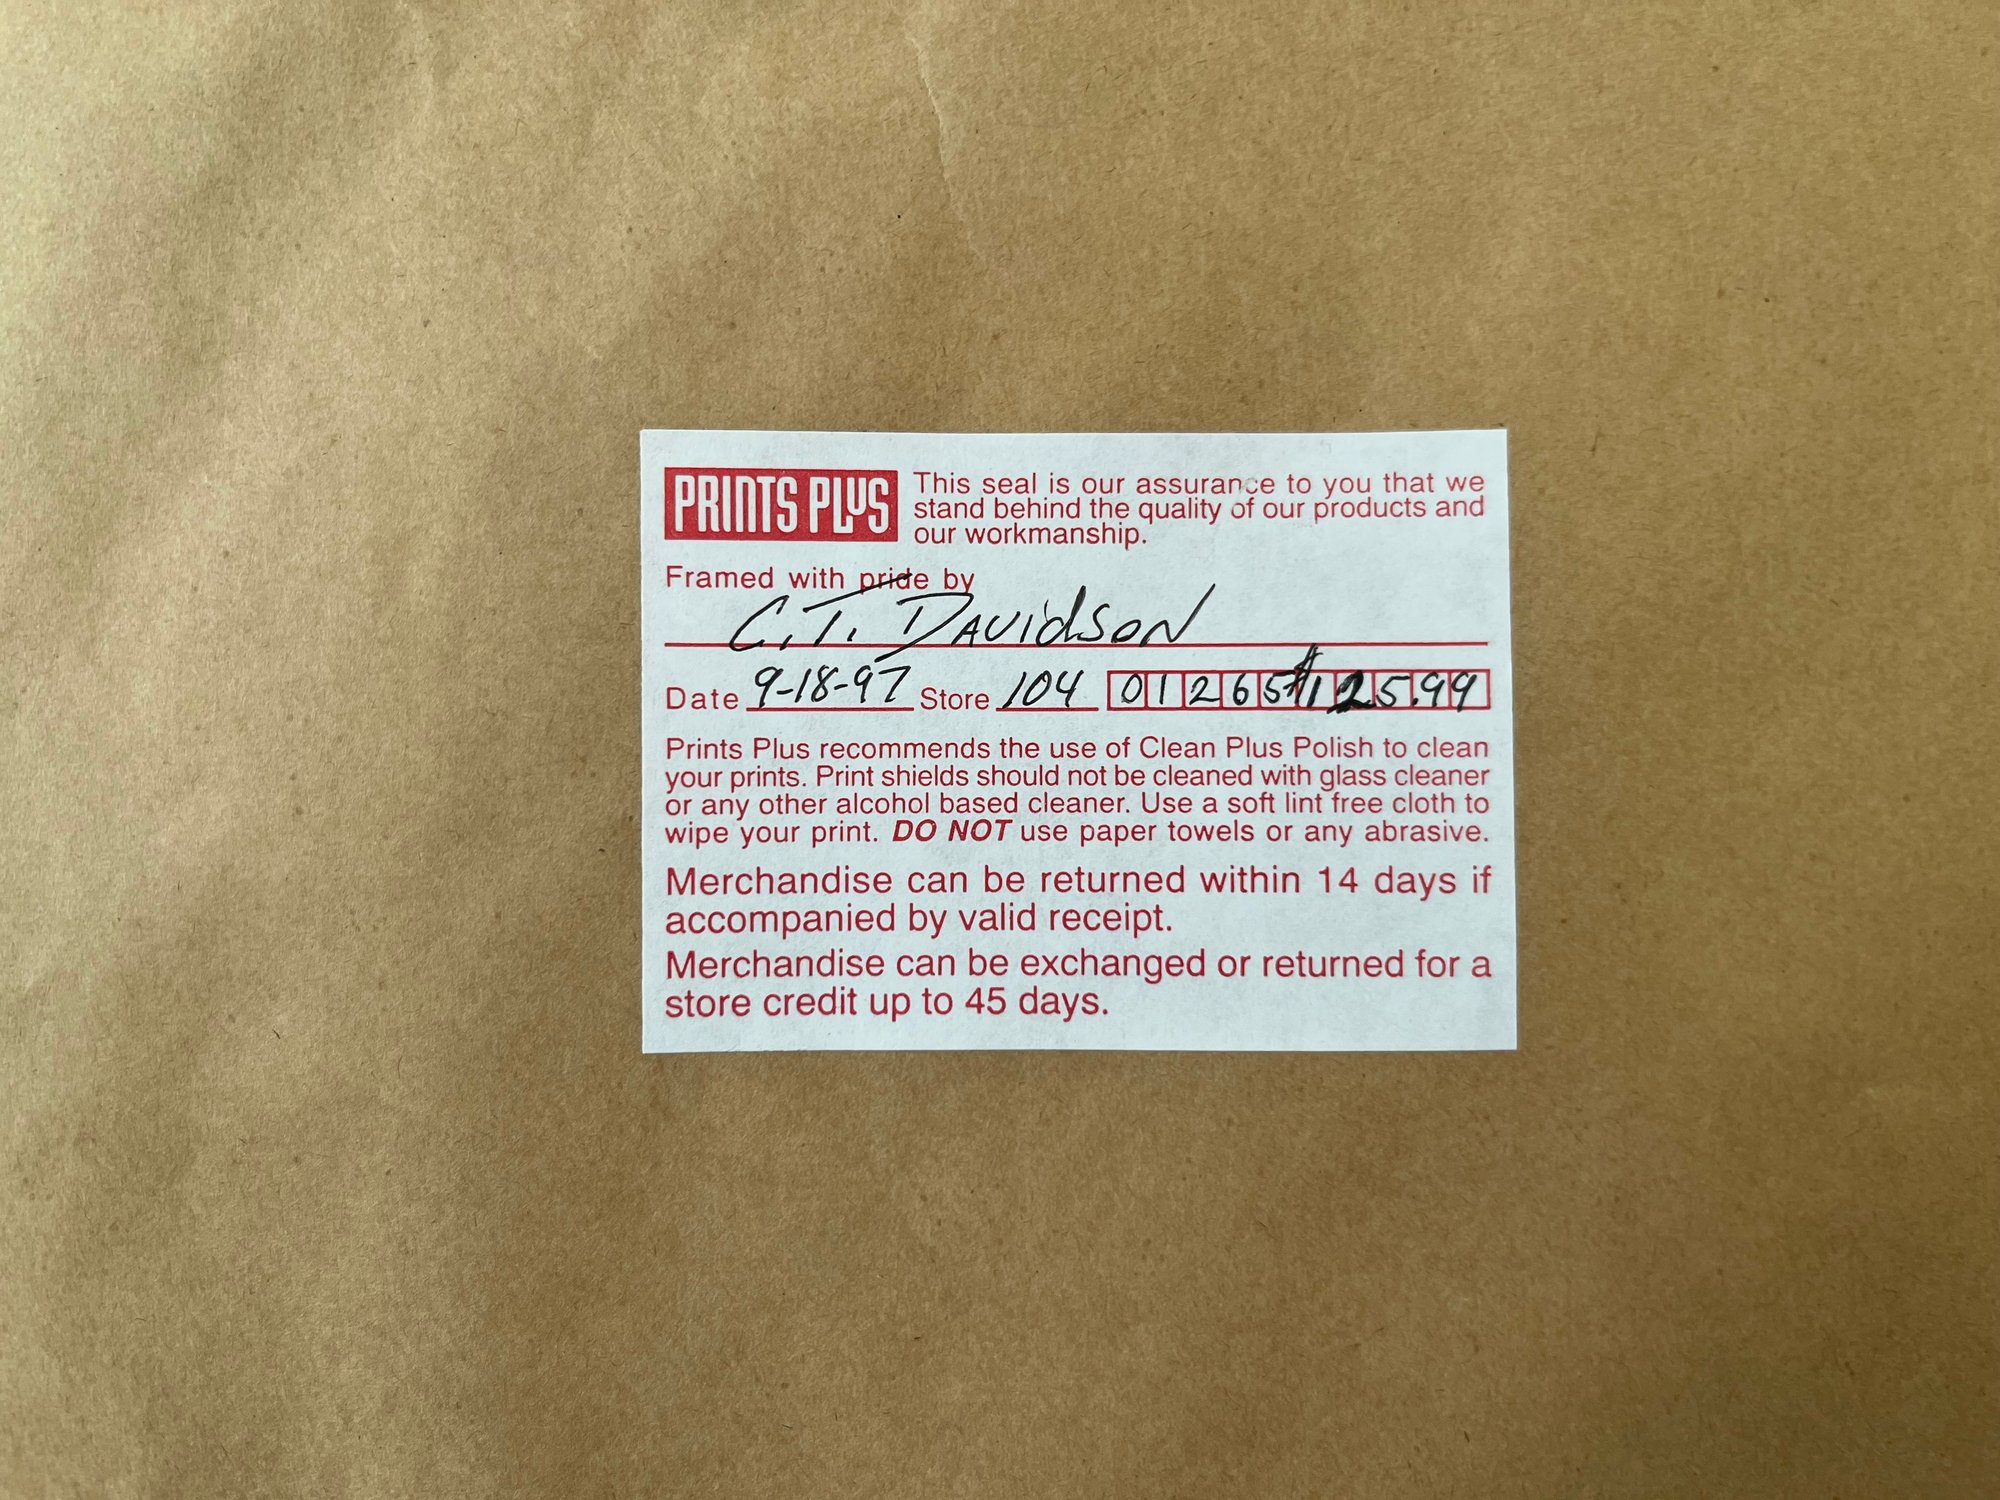 PRINTS PLUS
This seal is our assurance to you that we
stand behind the quality of our products and
our workmanship.
Framed with pride by
C.T. Davidson
Date 9-18-97 Store 104 01265 $125.99
Prints Plus recommends the use of Clean Plus Polish to clean
your prints. Print shields should not be cleaned with glass cleaner
or any other alcohol based cleaner. Use a soft lint free cloth to
wipe your print. DO NOT use paper towels or any abrasive.
Merchandise can be returned within 14 days if
accompanied by valid receipt.
Merchandise can be exchanged or returned for a
store credit up to 45 days.